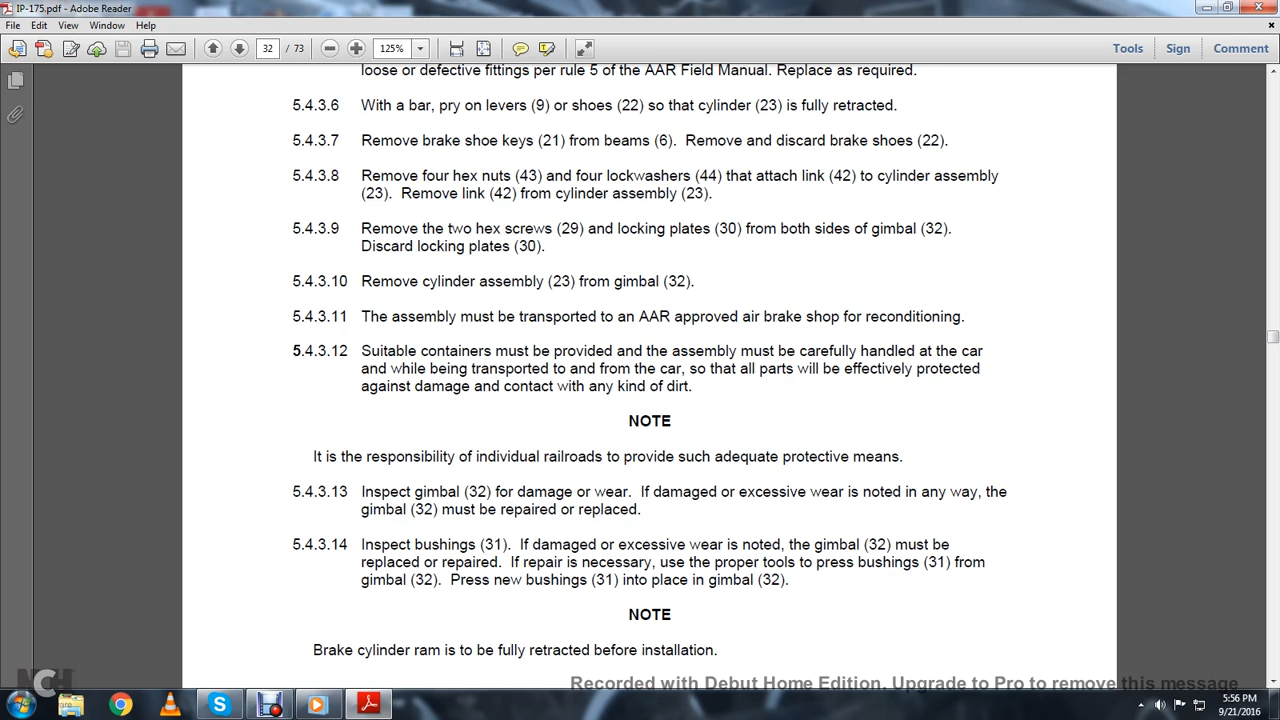 IP-175.pdf - Adobe Reader
File Edit View Window Help
32 / 73 125% Tools Sign Comment
loose or defective fittings per rule 5 of the AAR Field Manual. Replace as required.
5.4.3.6 With a bar, pry on levers (9) or shoes (22) so that cylinder (23) is fully retracted.
5.4.3.7 Remove brake shoe keys (21) from beams (6). Remove and discard brake shoes (22).
5.4.3.8 Remove four hex nuts (43) and four lockwashers (44) that attach link (42) to cylinder assembly
(23). Remove link (42) from cylinder assembly (23).
5.4.3.9 Remove the two hex screws (29) and locking plates (30) from both sides of gimbal (32).
Discard locking plates (30).
5.4.3.10 Remove cylinder assembly (23) from gimbal (32).
5.4.3.11 The assembly must be transported to an AAR approved air brake shop for reconditioning.
5.4.3.12 Suitable containers must be provided and the assembly must be carefully handled at the car
and while being transported to and from the car, so that all parts will be effectively protected
against damage and contact with any kind of dirt.
NOTE
It is the responsibility of individual railroads to provide such adequate protective means.
5.4.3.13 Inspect gimbal (32) for damage or wear. If damaged or excessive wear is noted in any way, the
gimbal (32) must be repaired or replaced.
5.4.3.14 Inspect bushings (31). If damaged or excessive wear is noted, the gimbal (32) must be
replaced or repaired. If repair is necessary, use the proper tools to press bushings (31) from
gimbal (32). Press new bushings (31) into place in gimbal (32).
NOTE
Brake cylinder ram is to be fully retracted before installation.
Recorded with Debut Home Edition. Upgrade to Pro to remove this message
NCH
5:56 PM
9/21/2016